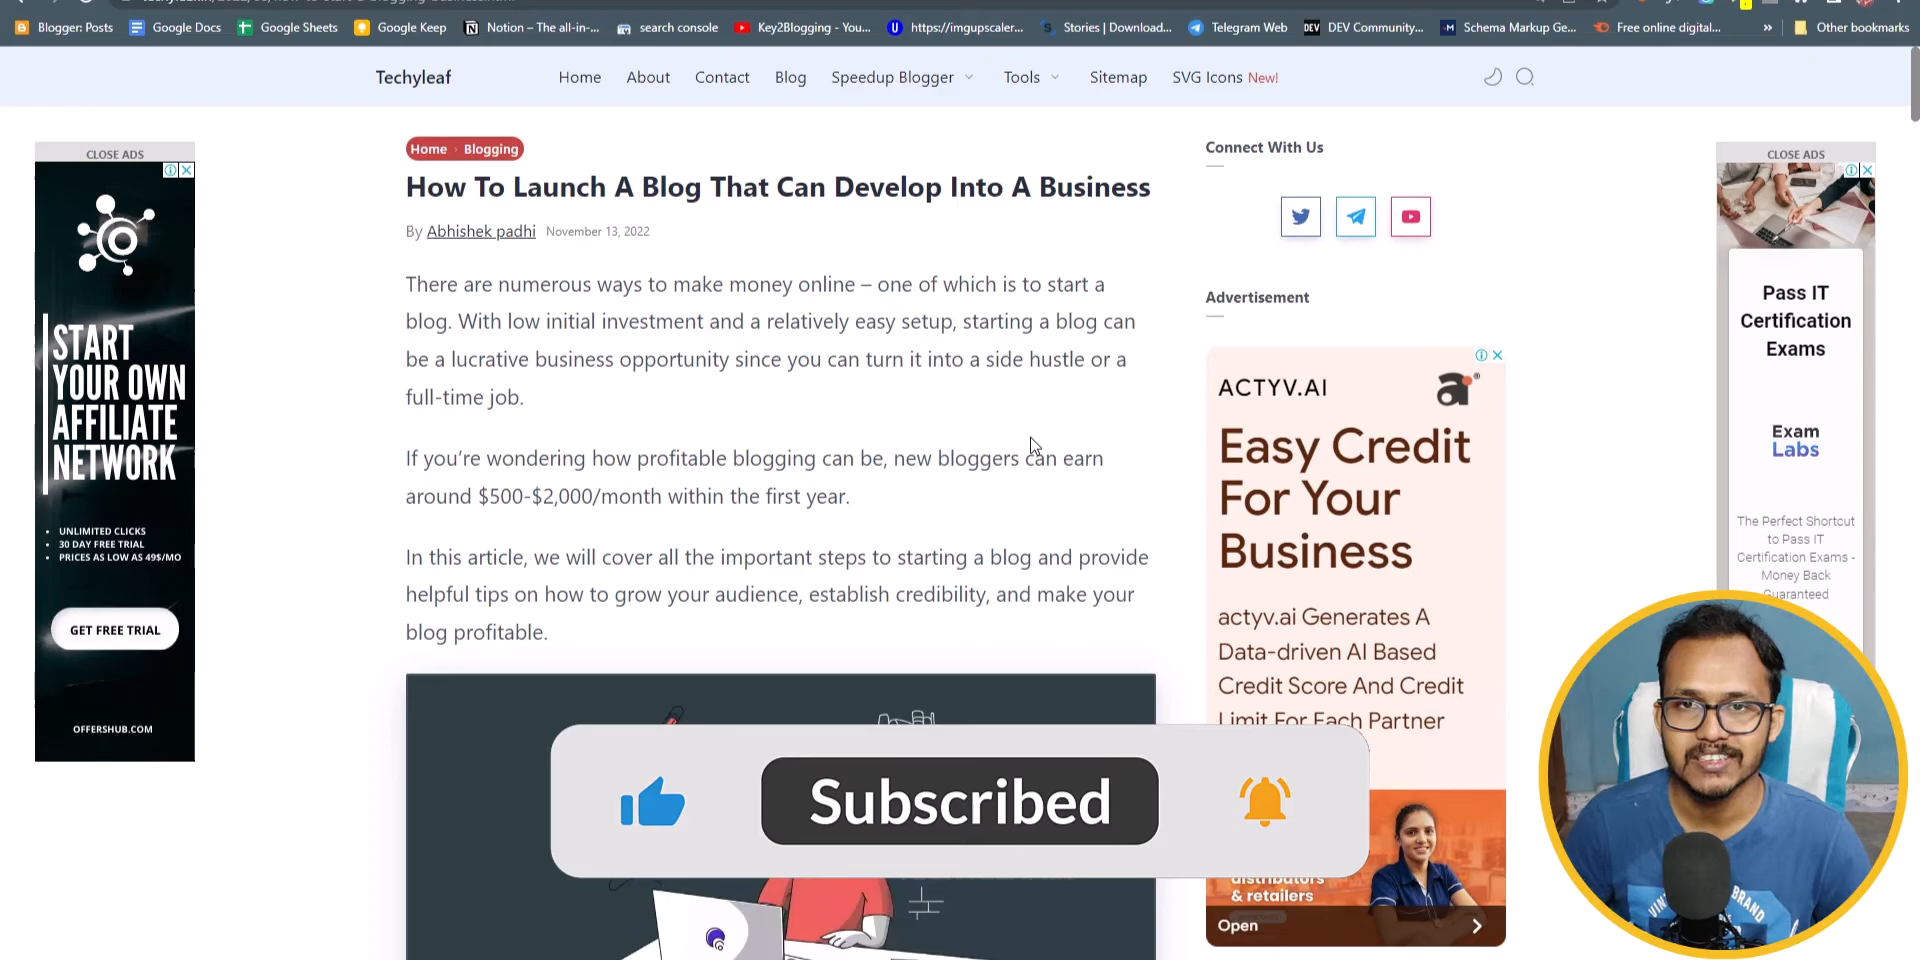 Blogger: Posts
Google Docs
Google Sheets
Google Keep
Notion – The all-in-...
search console
Key2Blogging - You...
https://imgupscaler...
Stories | Download...
Telegram Web
DEV Community...
Schema Markup Ge...
Free online digital...
»
Other bookmarks
Techyleaf
Home
About
Contact
Blog
Speedup Blogger
Tools
Sitemap
SVG Icons New!
CLOSE ADS
START
YOUR OWN
AFFILIATE
NETWORK
• UNLIMITED CLICKS
• 30 DAY FREE TRIAL
• PRICES AS LOW AS 49$/MO
GET FREE TRIAL
OFFERSHUB.COM
Home › Blogging
How To Launch A Blog That Can Develop Into A Business
By Abhishek padhi November 13, 2022
There are numerous ways to make money online – one of which is to start a
blog. With low initial investment and a relatively easy setup, starting a blog can
be a lucrative business opportunity since you can turn it into a side hustle or a
full-time job.
If you’re wondering how profitable blogging can be, new bloggers can earn
around $500-$2,000/month within the first year.
In this article, we will cover all the important steps to starting a blog and provide
helpful tips on how to grow your audience, establish credibility, and make your
blog profitable.
Subscribed
Connect With Us
Advertisement
ACTYV.AI
Easy Credit
For Your
Business
actyv.ai Generates A
Data-driven AI Based
Credit Score And Credit
Limit For Each Partner
distributors
& retailers
Open
CLOSE ADS
Pass IT
Certification
Exams
Exam
Labs
The Perfect Shortcut
to Pass IT
Certification Exams -
Money Back
Guaranteed
BRAND